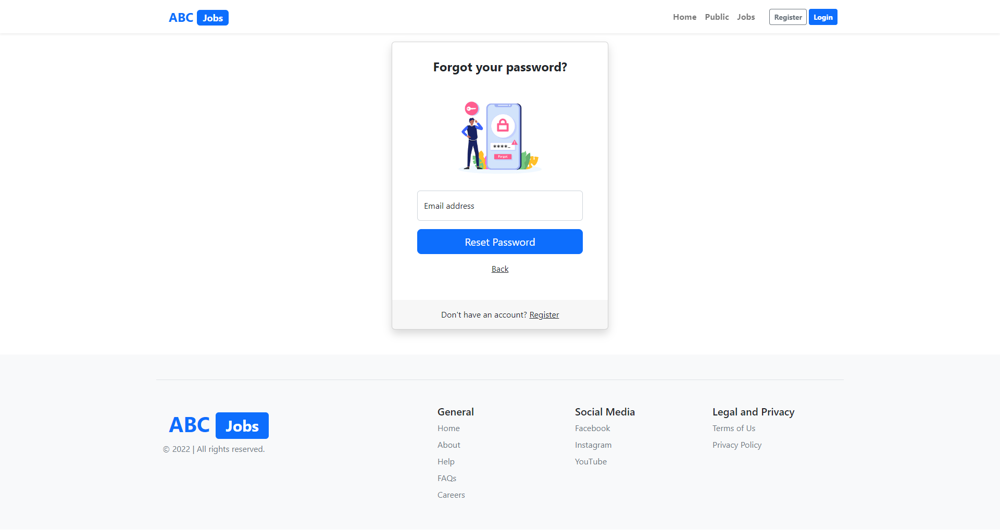 ABC Jobs
Home Public Jobs Register Login
Forgot your password?
****_
Forgot
Email address
Reset Password
Back
Don't have an account? Register
ABC Jobs
© 2022 | All rights reserved.
General
Home
About
Help
FAQs
Careers
Social Media
Facebook
Instagram
YouTube
Legal and Privacy
Terms of Us
Privacy Policy